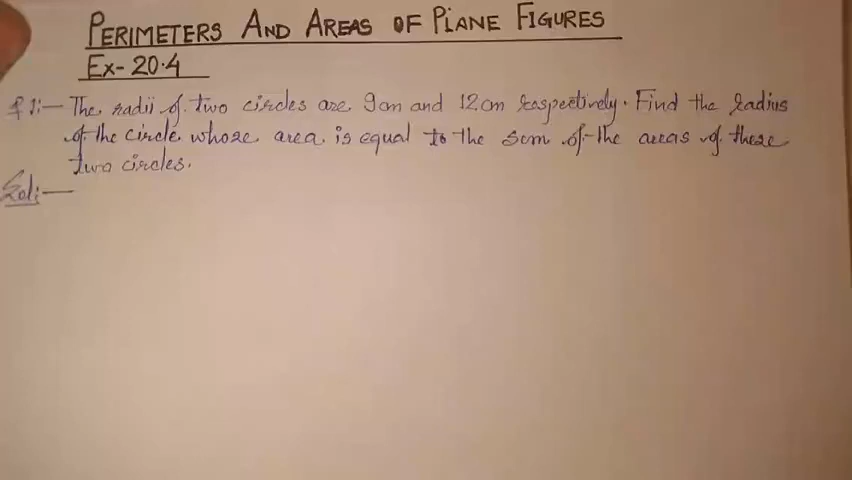 PERIMETERS AND AREAS OF PLANE FIGURES
Ex- 20.4
Q 1:— The radii of two circles are 9cm and 12cm respectively. Find the radius
of the circle whose area is equal to the sum of the areas of these
two circles.
Sol:—